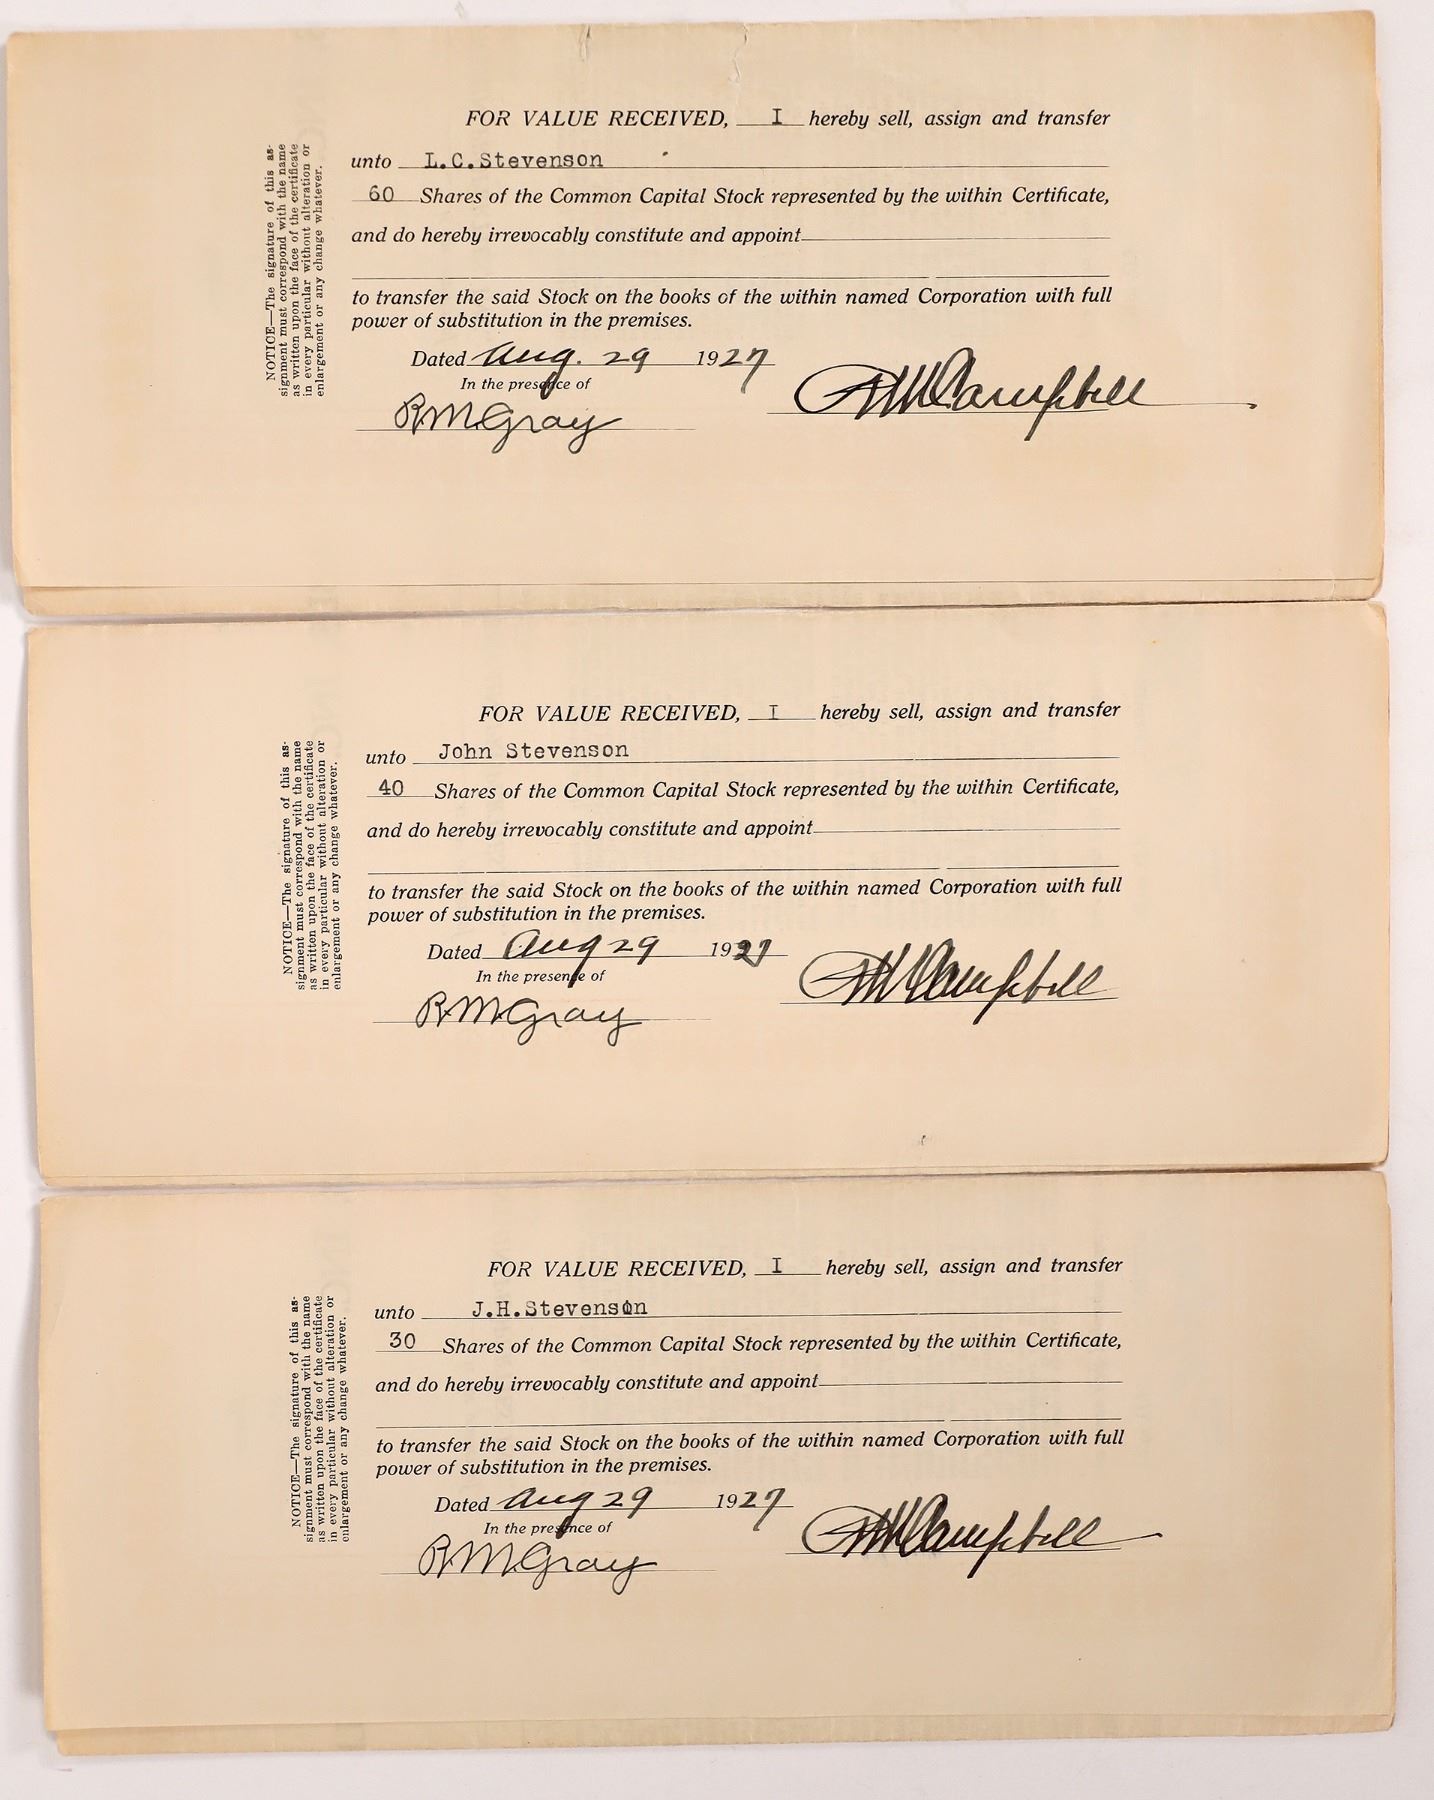 FOR VALUE RECEIVED, I hereby sell, assign and transfer
unto L.C.Stevenson
60 Shares of the Common Capital Stock represented by the within Certificate,
and do hereby irrevocably constitute and appoint
to transfer the said Stock on the books of the within named Corporation with full
power of substitution in the premises.
Dated Aug. 29 1927
In the presence of
R.M.Gray
Campbell
NOTICE—The signature of this as-
signment must correspond with the name
as written upon the face of the certificate
in every particular without alteration or
enlargement or any change whatever.
FOR VALUE RECEIVED, I hereby sell, assign and transfer
unto John Stevenson
40 Shares of the Common Capital Stock represented by the within Certificate,
and do hereby irrevocably constitute and appoint
to transfer the said Stock on the books of the within named Corporation with full
power of substitution in the premises.
Dated Aug 29 1927
In the presence of
R.M.Gray
Campbell
NOTICE—The signature of this as-
signment must correspond with the name
as written upon the face of the certificate
in every particular without alteration or
enlargement or any change whatever.
FOR VALUE RECEIVED, I hereby sell, assign and transfer
unto J.H.Stevenson
30 Shares of the Common Capital Stock represented by the within Certificate,
and do hereby irrevocably constitute and appoint
to transfer the said Stock on the books of the within named Corporation with full
power of substitution in the premises.
Dated Aug 29 1927
In the presence of
R.M.Gray
Campbell
NOTICE—The signature of this as-
signment must correspond with the name
as written upon the face of the certificate
in every particular without alteration or
enlargement or any change whatever.